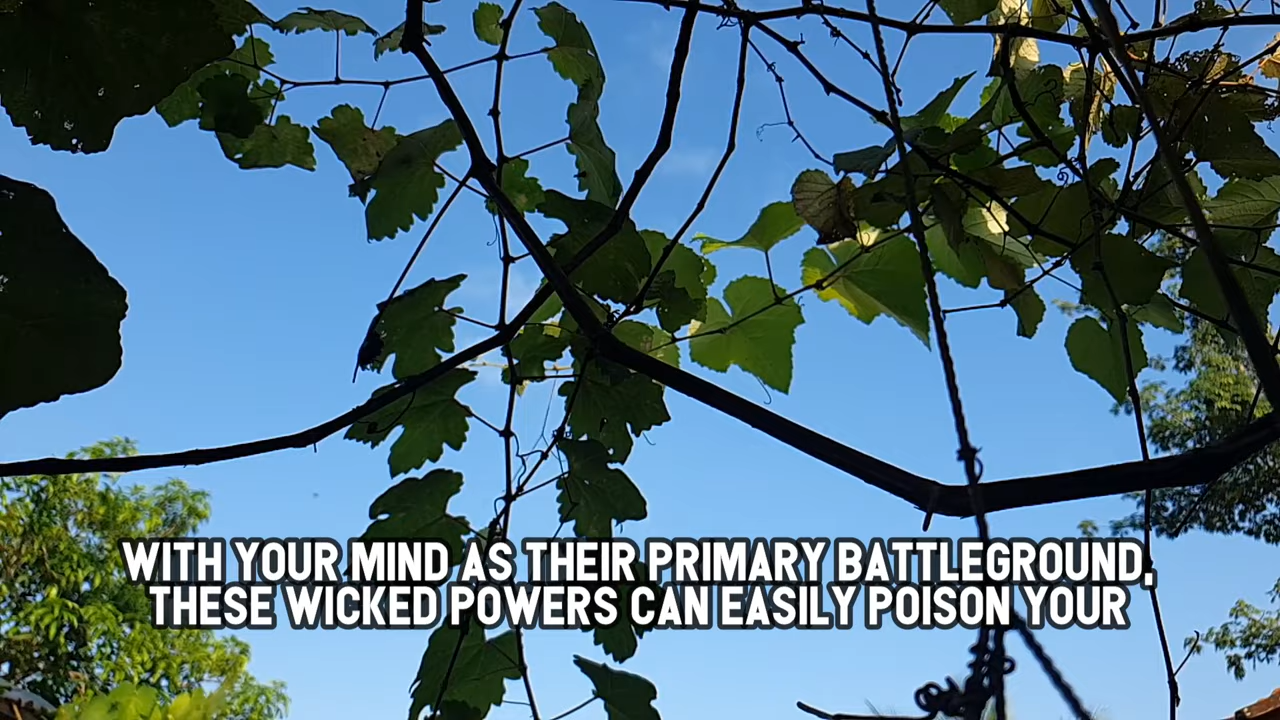 WITH YOUR MIND AS THEIR PRIMARY BATTLEGROUND,
THESE WICKED POWERS CAN EASILY POISON YOUR